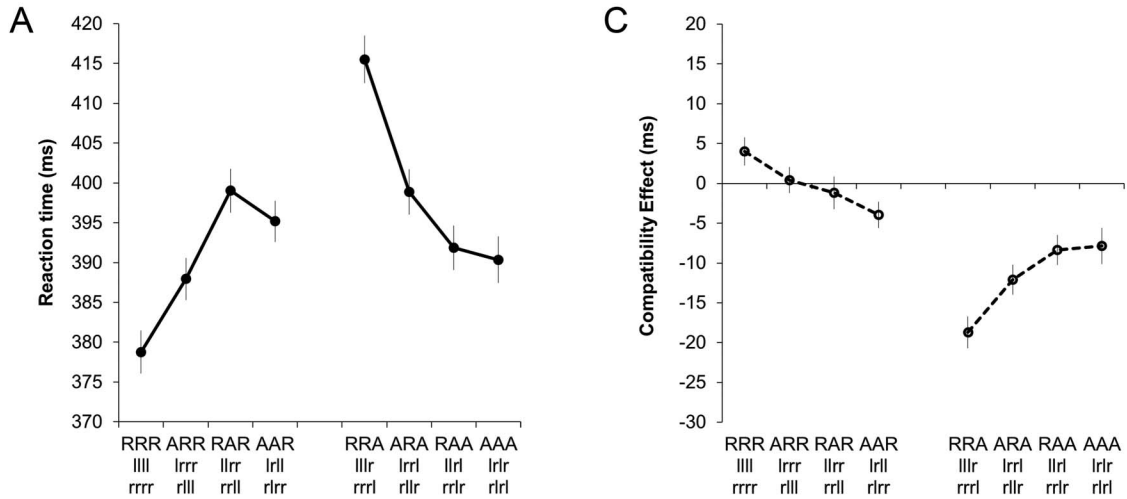 A
Reaction time (ms)
420
415
410
405
400
395
390
385
380
375
370
RRR ARR RAR AAR RRA ARA RAA AAA
llll lrrr llrr lrll lllr lrrl llrl lrlr
rrrr rlll rrll rlrr rrrl rllr rrlr rlrl
C
Compatibility Effect (ms)
20
15
10
5
0
-5
-10
-15
-20
-25
-30
RRR ARR RAR AAR RRA ARA RAA AAA
llll lrrr llrr lrll lllr lrrl llrl lrlr
rrrr rlll rrll rlrr rrrl rllr rrlr rlrl